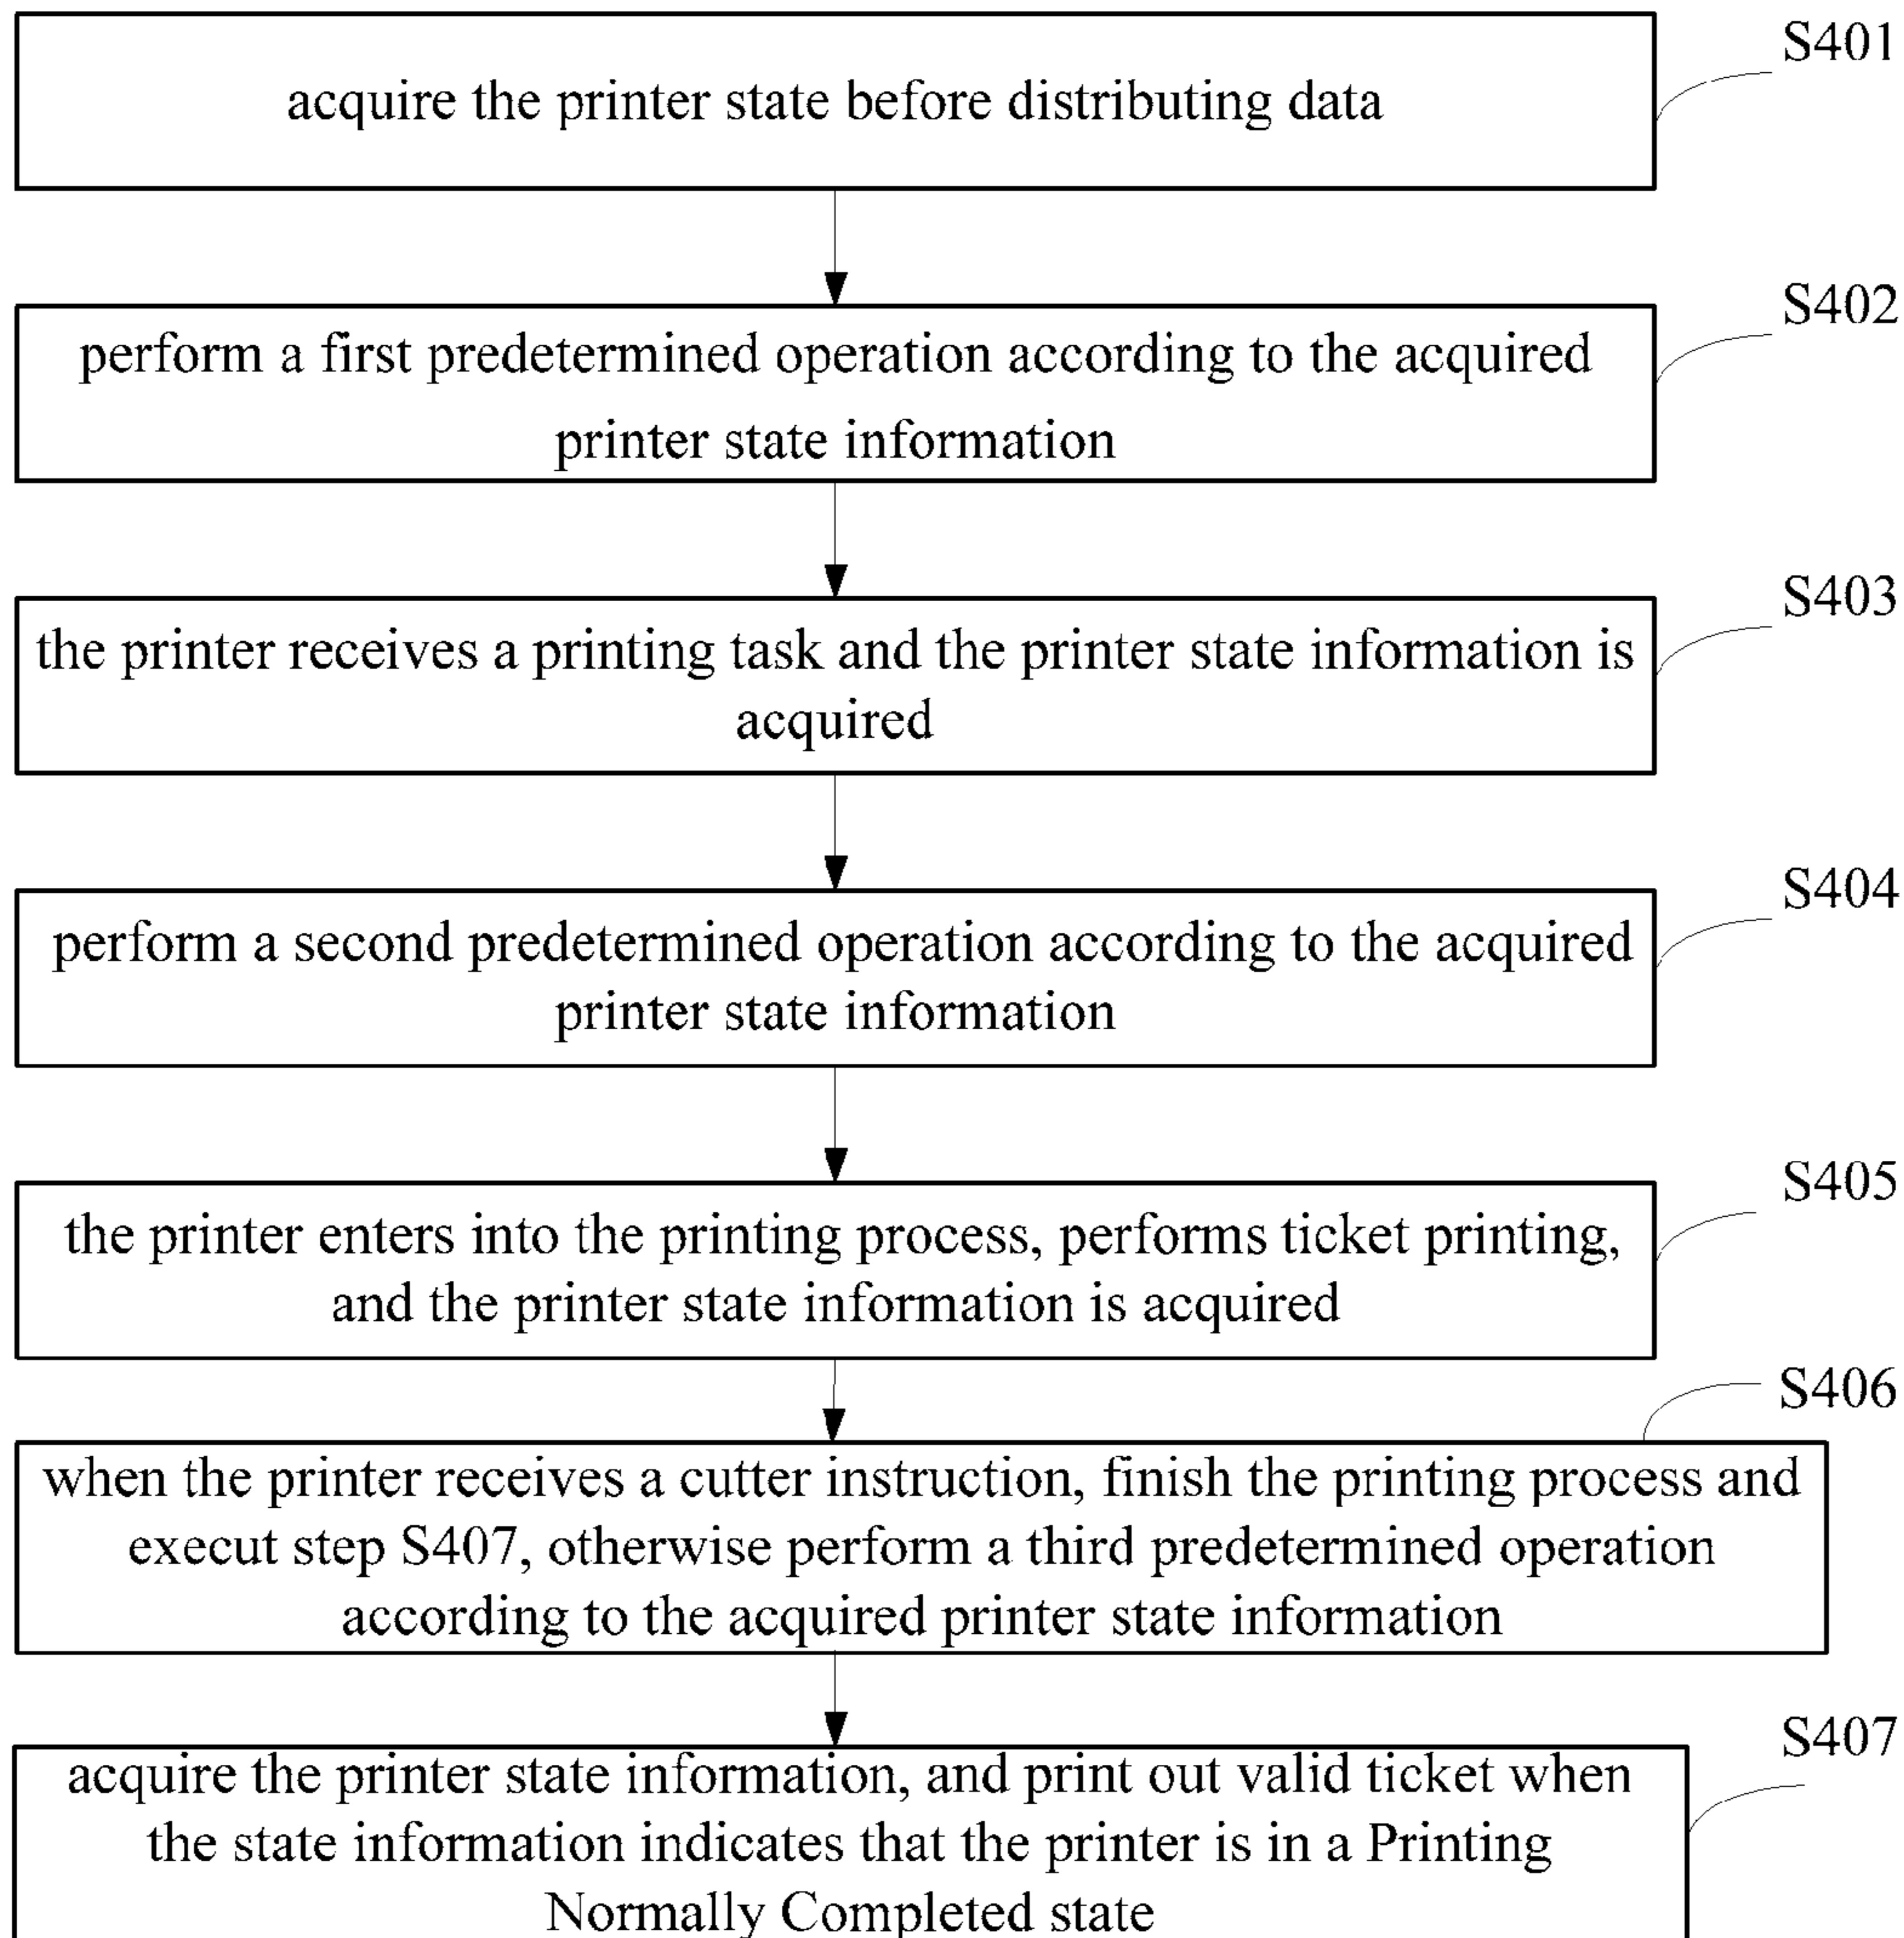 S401
acquire the printer state before distributing data
S402
perform a first predetermined operation according to the acquired
printer state information
S403
the printer receives a printing task and the printer state information is
acquired
S404
perform a second predetermined operation according to the acquired
printer state information
S405
the printer enters into the printing process, performs ticket printing,
and the printer state information is acquired
S406
when the printer receives a cutter instruction, finish the printing process and
execut step S407, otherwise perform a third predetermined operation
according to the acquired printer state information
S407
acquire the printer state information, and print out valid ticket when
the state information indicates that the printer is in a Printing
Normally Completed state